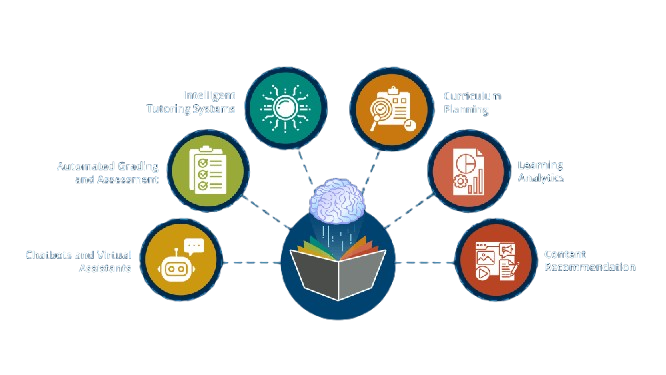 Intelligent
Tutoring Systems
Curriculum
Planning
Automated Grading
and Assessment
Learning
Analytics
Chatbots and Virtual
Assistants
Content
Recommendation